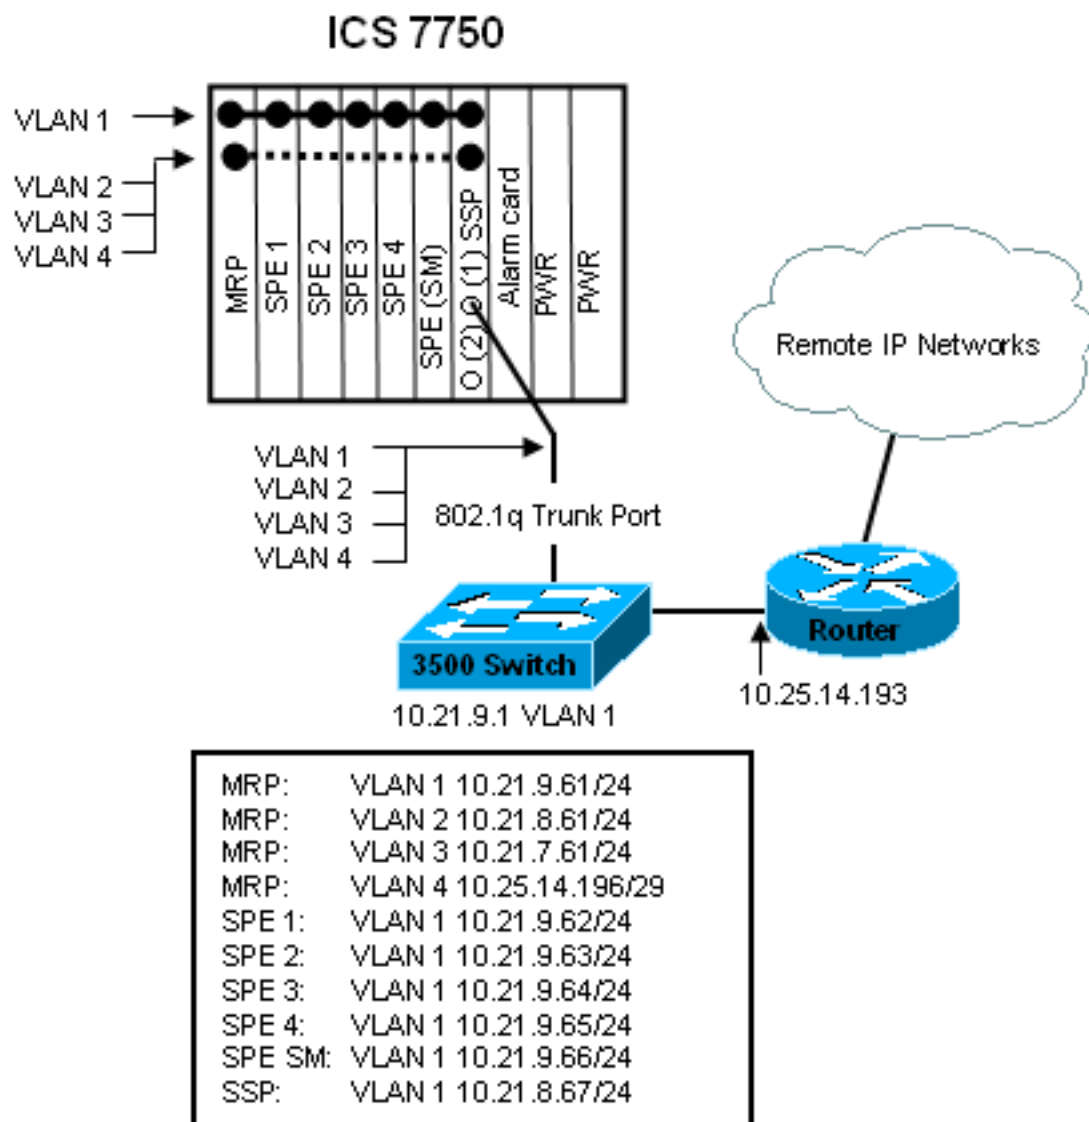 ICS 7750
VLAN 1
VLAN 2
VLAN 3
VLAN 4
MRP
SPE 1
SPE 2
SPE 3
SPE 4
SPE (SM)
O (2) O (1) SSP
Alarm card
PWR
PWR
Remote IP Networks
VLAN 1
VLAN 2
VLAN 3
VLAN 4
802.1q Trunk Port
3500 Switch
Router
10.21.9.1 VLAN 1
10.25.14.193
MRP: VLAN 1 10.21.9.61/24
MRP: VLAN 2 10.21.8.61/24
MRP: VLAN 3 10.21.7.61/24
MRP: VLAN 4 10.25.14.196/29
SPE 1: VLAN 1 10.21.9.62/24
SPE 2: VLAN 1 10.21.9.63/24
SPE 3: VLAN 1 10.21.9.64/24
SPE 4: VLAN 1 10.21.9.65/24
SPE SM: VLAN 1 10.21.9.66/24
SSP: VLAN 1 10.21.8.67/24